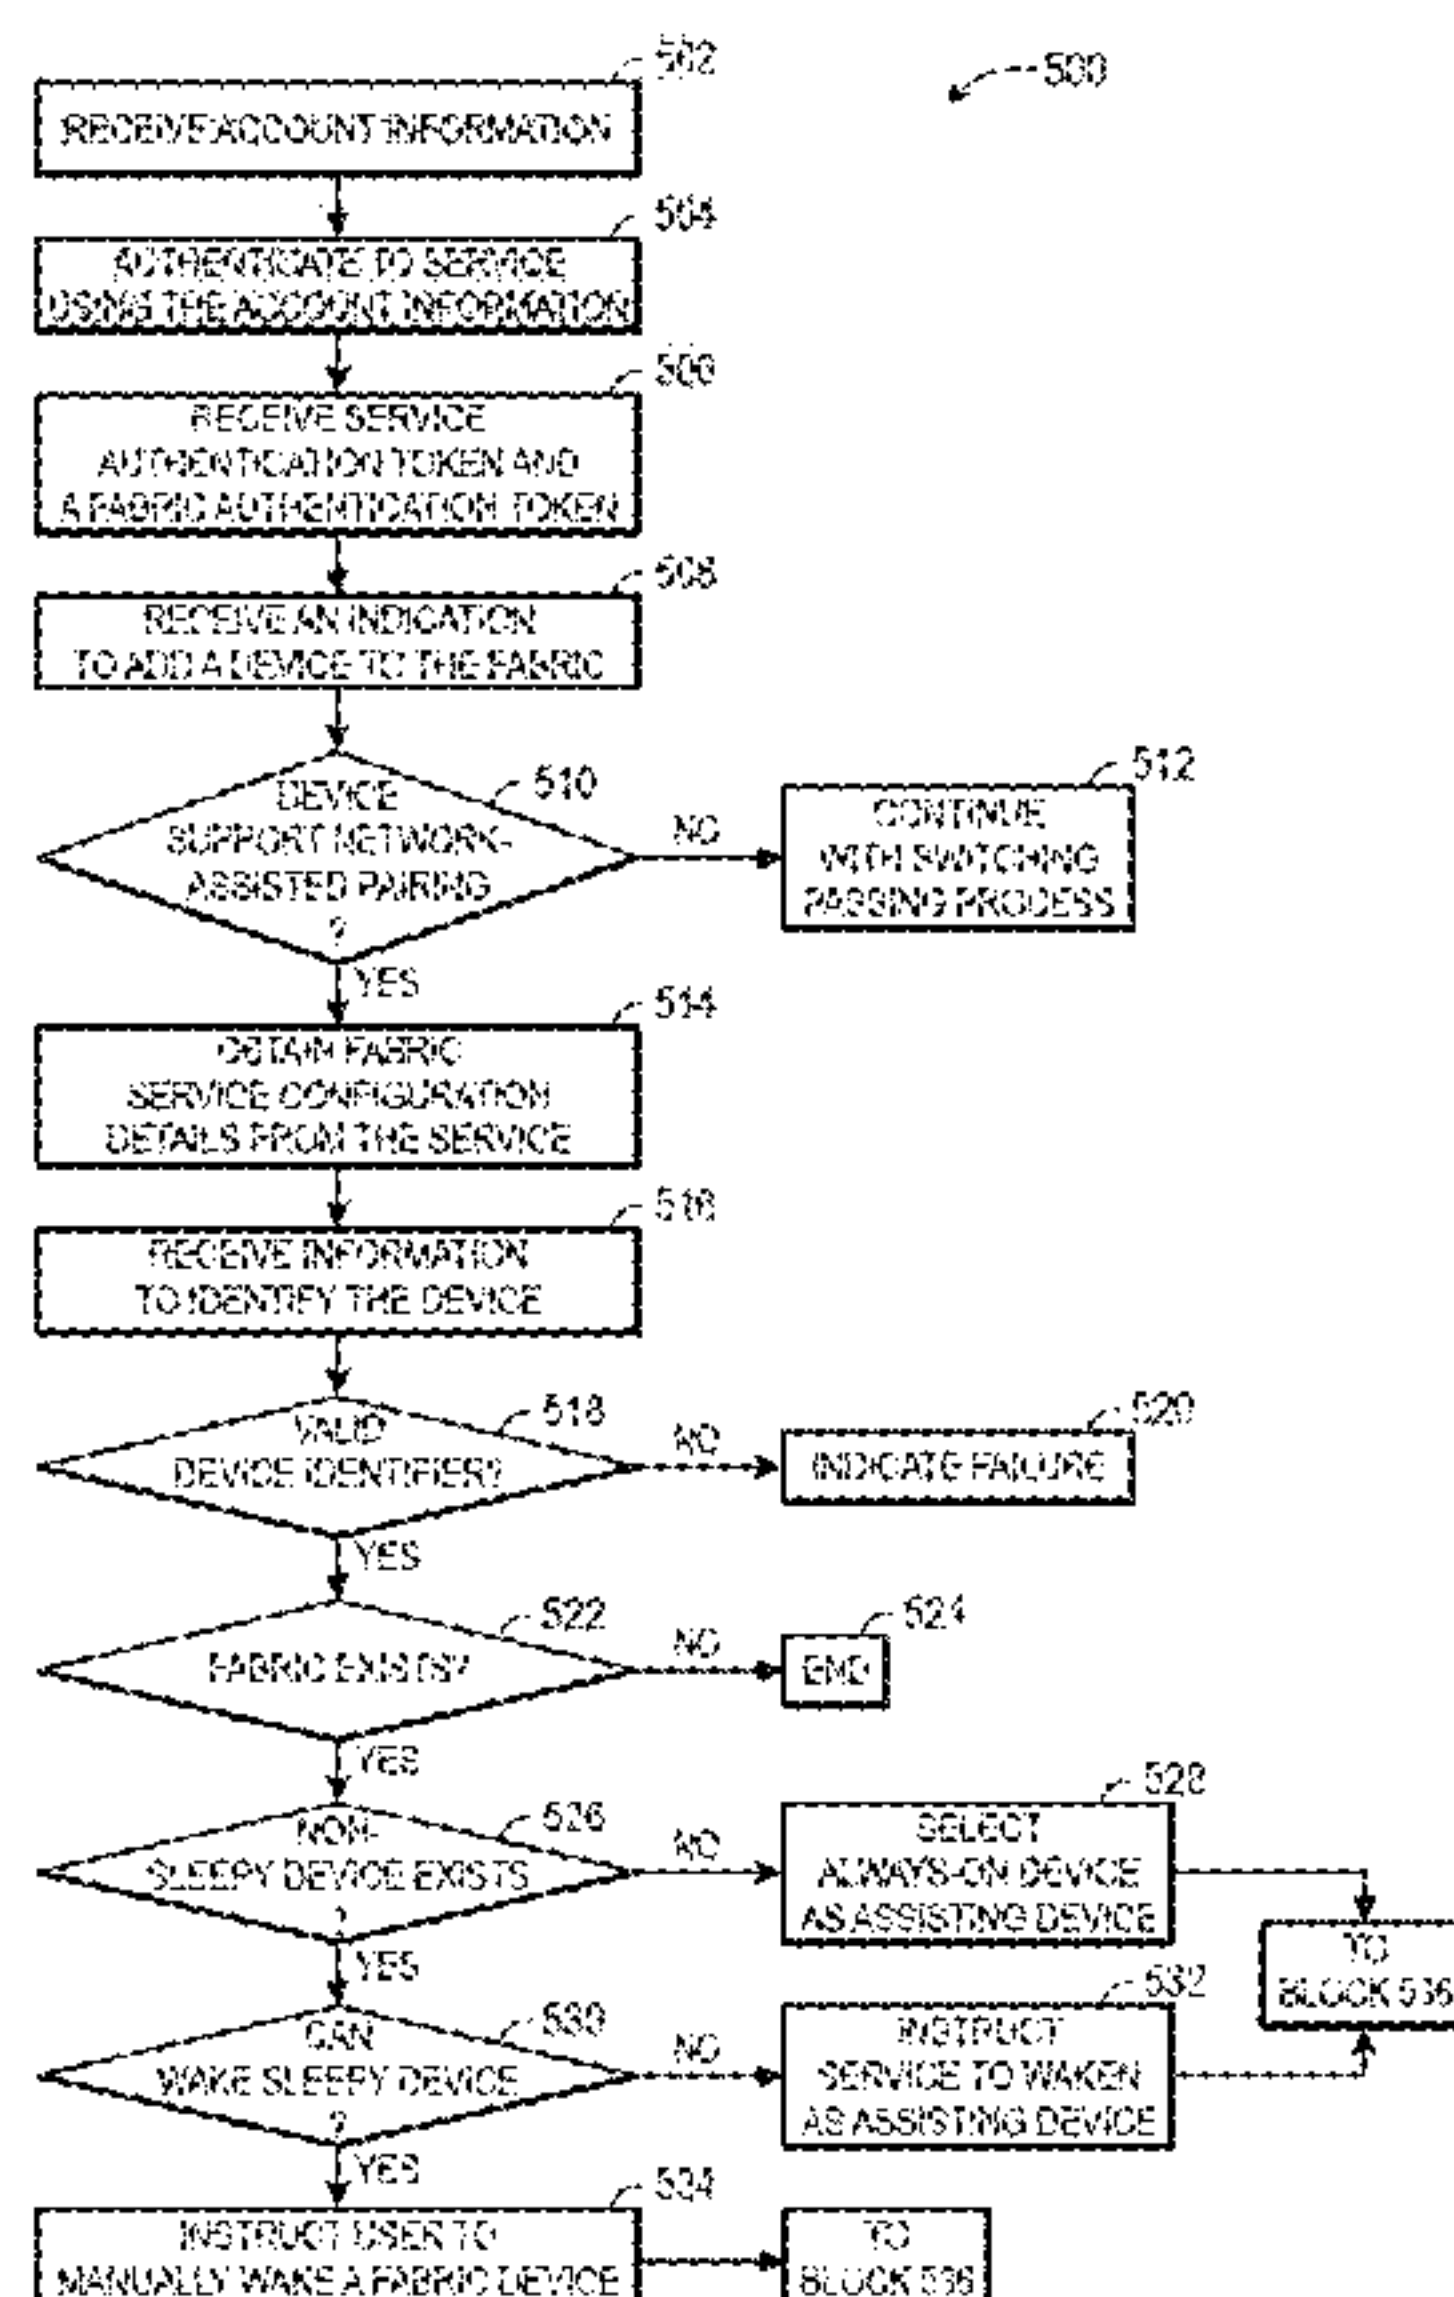 502
500
RECEIVE ACCOUNT INFORMATION
504
AUTHENTICATE TO SERVICE
USING THE ACCOUNT INFORMATION
506
RECEIVE SERVICE
AUTHENTICATION TOKEN AND
A FABRIC AUTHENTICATION TOKEN
508
RECEIVE AN INDICATION
TO ADD A DEVICE TO THE FABRIC
510
DEVICE
SUPPORT NETWORK-
ASSISTED PAIRING
?
NO
512
CONTINUE
WITH SWITCHING
PASSING PROCESS
YES
514
OBTAIN FABRIC
SERVICE CONFIGURATION
DETAILS FROM THE SERVICE
516
RECEIVE INFORMATION
TO IDENTIFY THE DEVICE
518
VALID
DEVICE IDENTIFIER?
NO
520
INDICATE FAILURE
YES
522
FABRIC EXISTS?
NO
524
END
YES
526
NON-
SLEEPY DEVICE EXISTS
?
NO
528
SELECT
ALWAYS-ON DEVICE
AS ASSISTING DEVICE
TO
BLOCK 536
YES
530
CAN
WAKE SLEEPY DEVICE
?
NO
532
INSTRUCT
SERVICE TO WAKEN
AS ASSISTING DEVICE
YES
534
INSTRUCT USER TO
MANUALLY WAKE A FABRIC DEVICE
TO
BLOCK 536